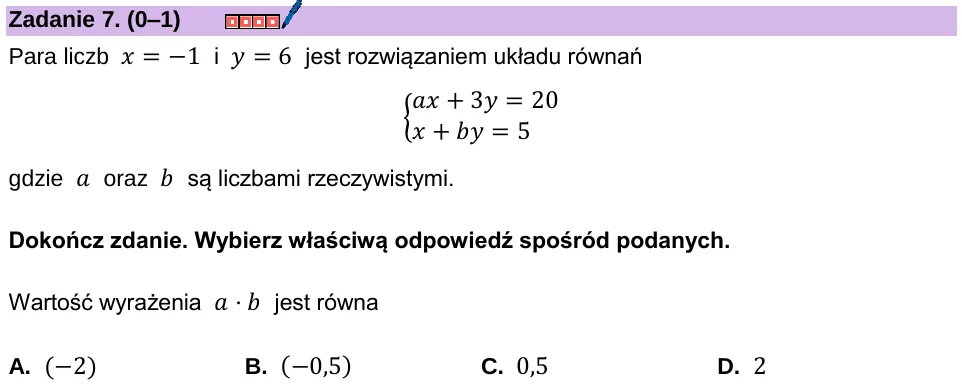 Zadanie 7. (0–1)
Para liczb x = −1 i y = 6 jest rozwiązaniem układu równań
{ax + 3y = 20
x + by = 5
gdzie a oraz b są liczbami rzeczywistymi.
Dokończ zdanie. Wybierz właściwą odpowiedź spośród podanych.
Wartość wyrażenia a · b jest równa
A. (−2) B. (−0,5) C. 0,5 D. 2